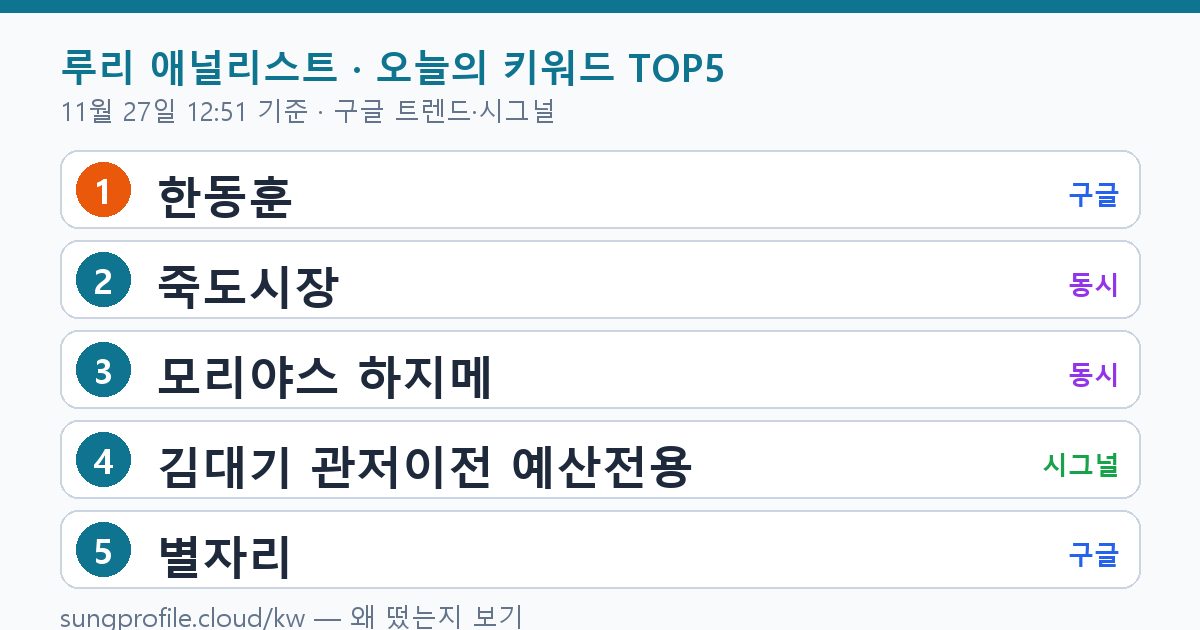 루리 애널리스트 · 오늘의 키워드 TOP5
11월 27일 12:51 기준 · 구글 트렌드·시그널
1 한동훈 구글
2 죽도시장 동시
3 모리야스 하지메 동시
4 김대기 관저이전 예산전용 시그널
5 별자리 구글
sungprofile.cloud/kw — 왜 떴는지 보기